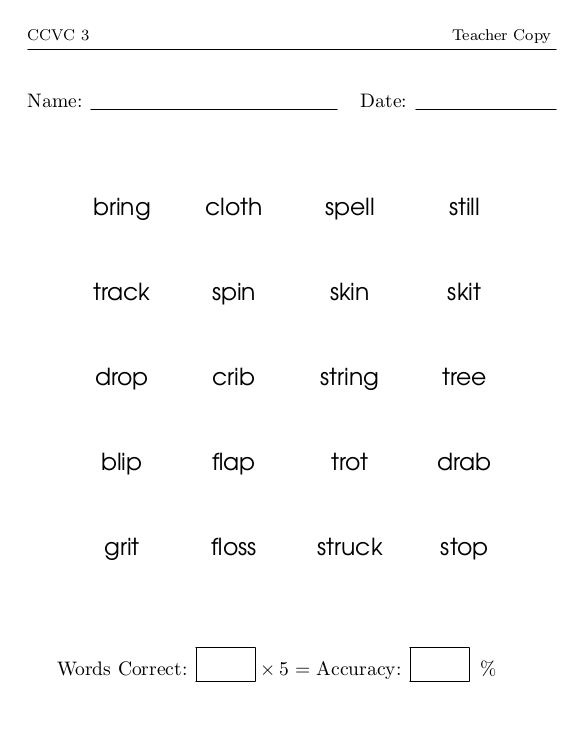 CCVC 3 Teacher Copy
Name: Date:
bring cloth spell still
track spin skin skit
drop crib string tree
blip flap trot drab
grit floss struck stop
Words Correct: × 5 = Accuracy: %